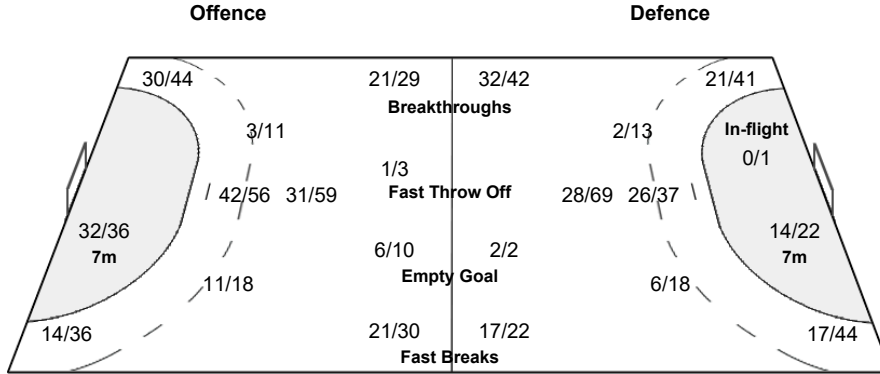 Offence Defence
30/44 21/29 32/42 21/41
Breakthroughs
3/11 2/13 In-flight
0/1
1/3
Fast Throw Off
42/56 31/59 28/69 26/37
32/36 14/22
7m 7m
6/10 2/2
Empty Goal
11/18 6/18
14/36 21/30 17/22 17/44
Fast Breaks